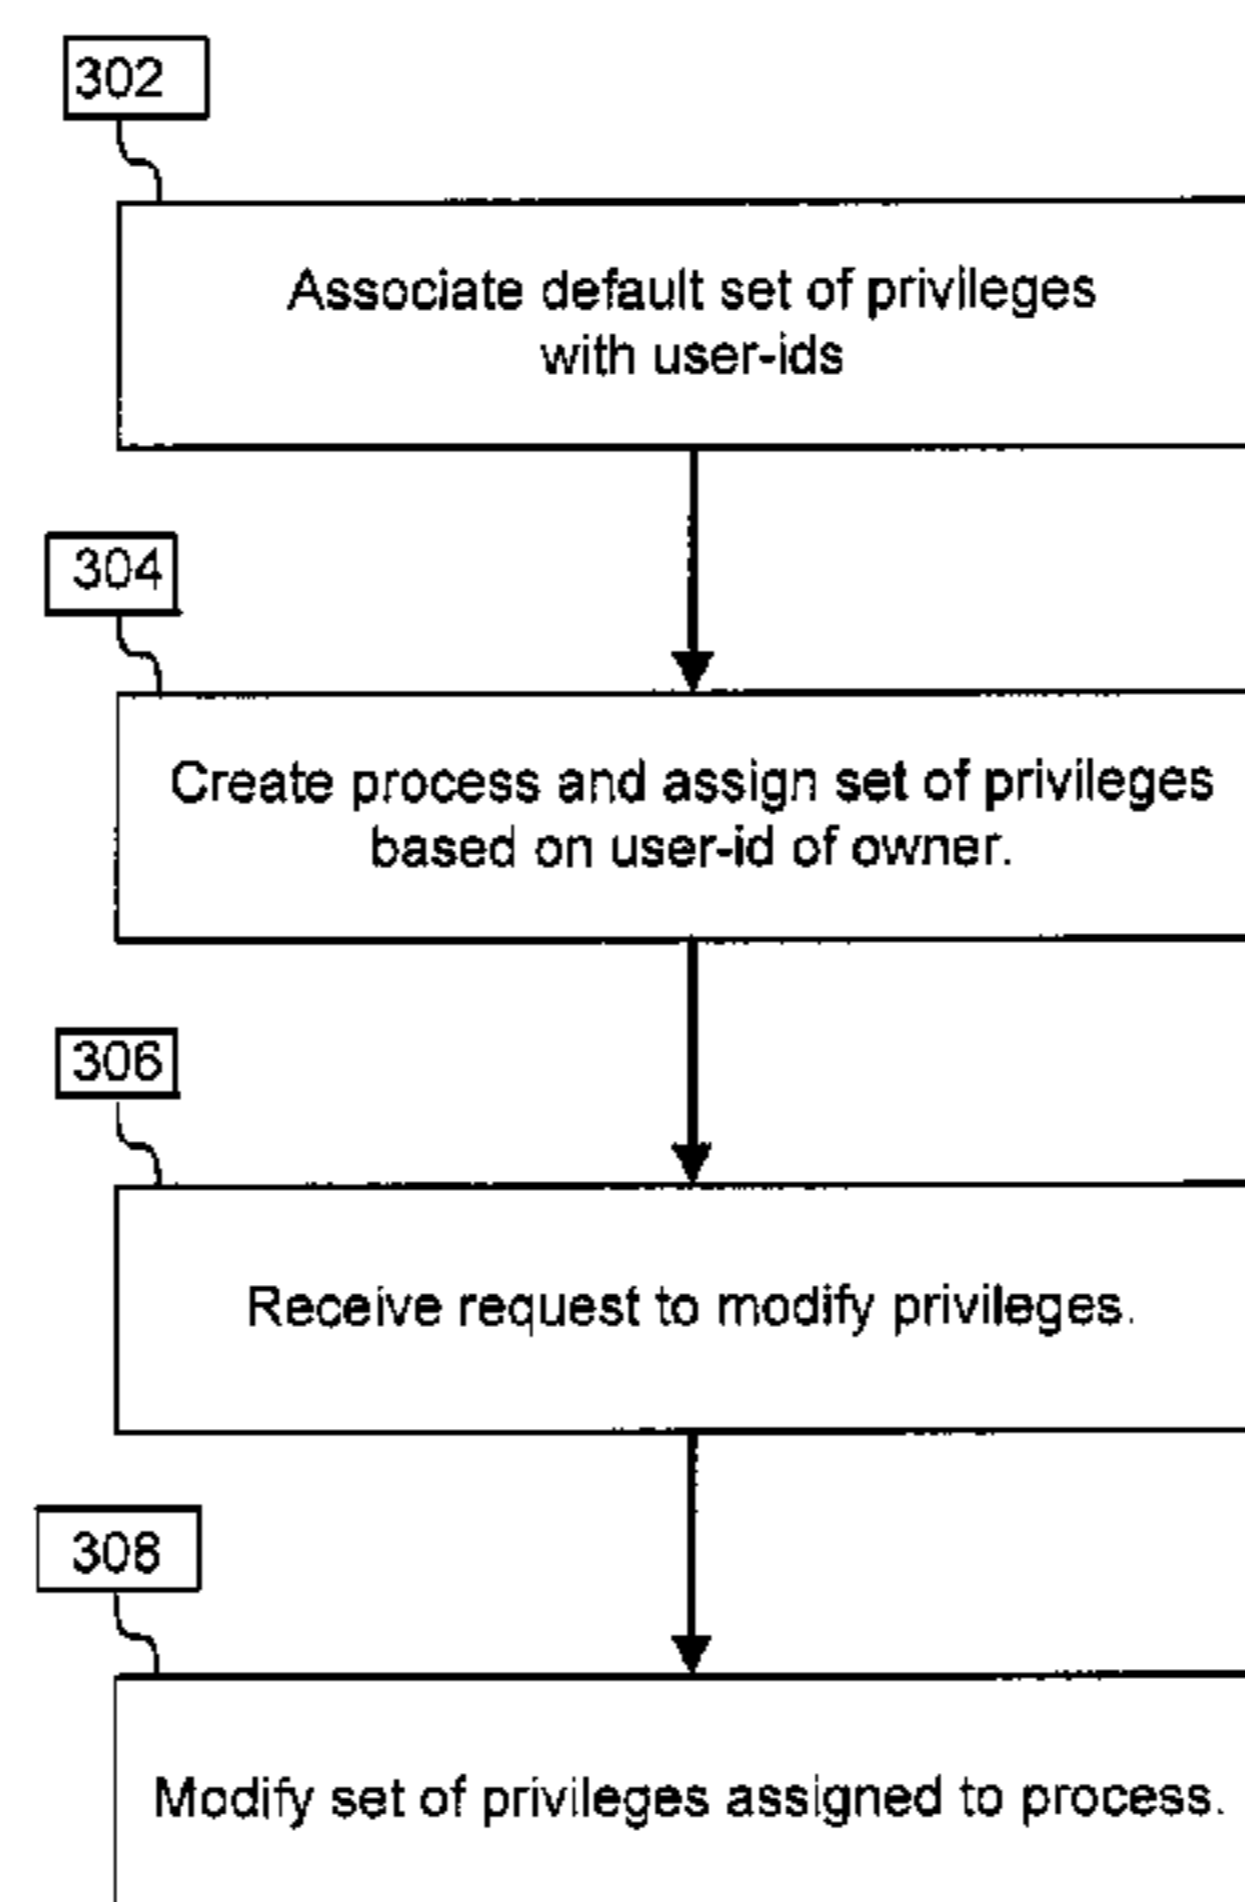 302
Associate default set of privileges
with user-ids
304
Create process and assign set of privileges
based on user-id of owner.
306
Receive request to modify privileges.
308
Modify set of privileges assigned to process.